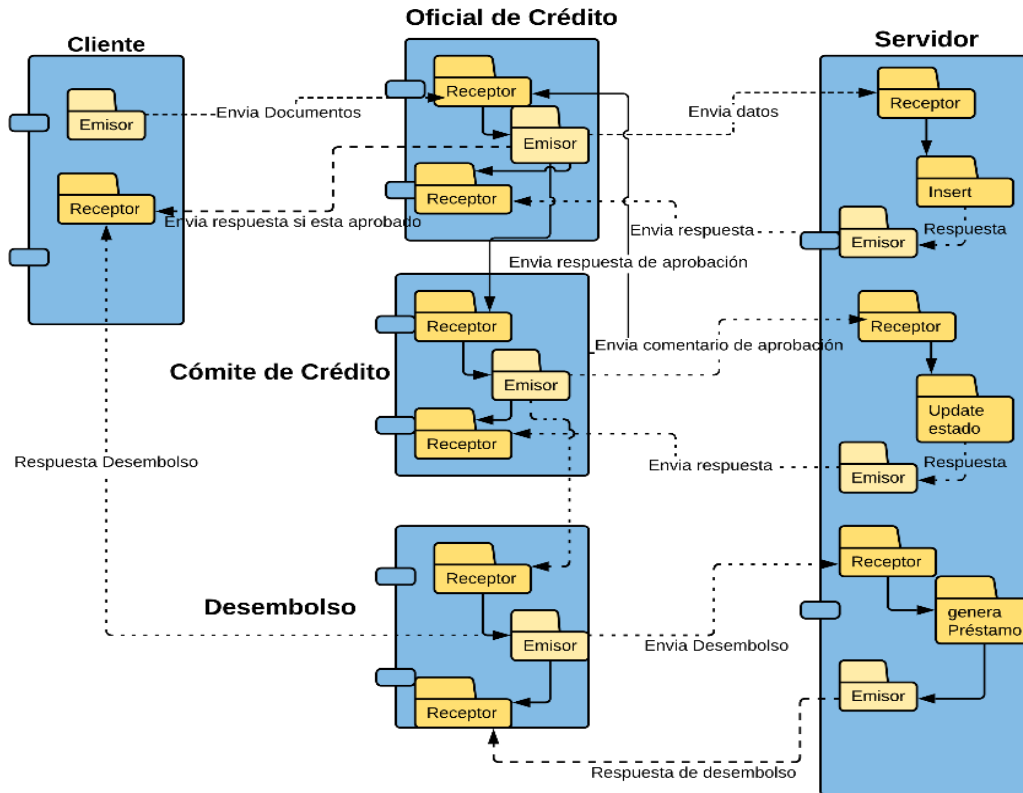 Oficial de Crédito
Cliente
Servidor
Receptor
Emisor
Envia Documentos
Emisor
Envia datos
Receptor
Receptor
Envia respuesta si esta aprobado
Receptor
Envia respuesta
Insert
Respuesta
Emisor
Envia respuesta de aprobación
Receptor
Receptor
Envia comentario de aprobación
Cómite de Crédito
Emisor
Update
estado
Receptor
Envia respuesta
Respuesta
Emisor
Respuesta Desembolso
Receptor
Receptor
Desembolso
genera
Préstamo
Emisor
Envia Desembolso
Emisor
Receptor
Respuesta de desembolso